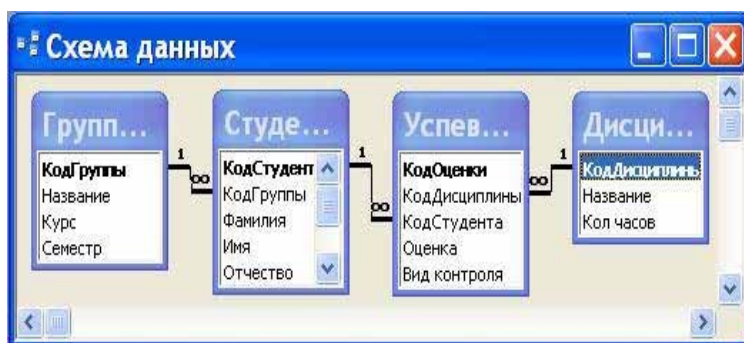 Схема данных
Групп...
КодГруппы
Название
Курс
Семестр
1
∞
Студе...
КодСтудент
КодГруппы
Фамилия
Имя
Отчество
1
∞
Успев...
КодОценки
КодДисциплины
КодСтудента
Оценка
Вид контроля
∞
1
Дисци...
КодДисциплинь
Название
Кол часов